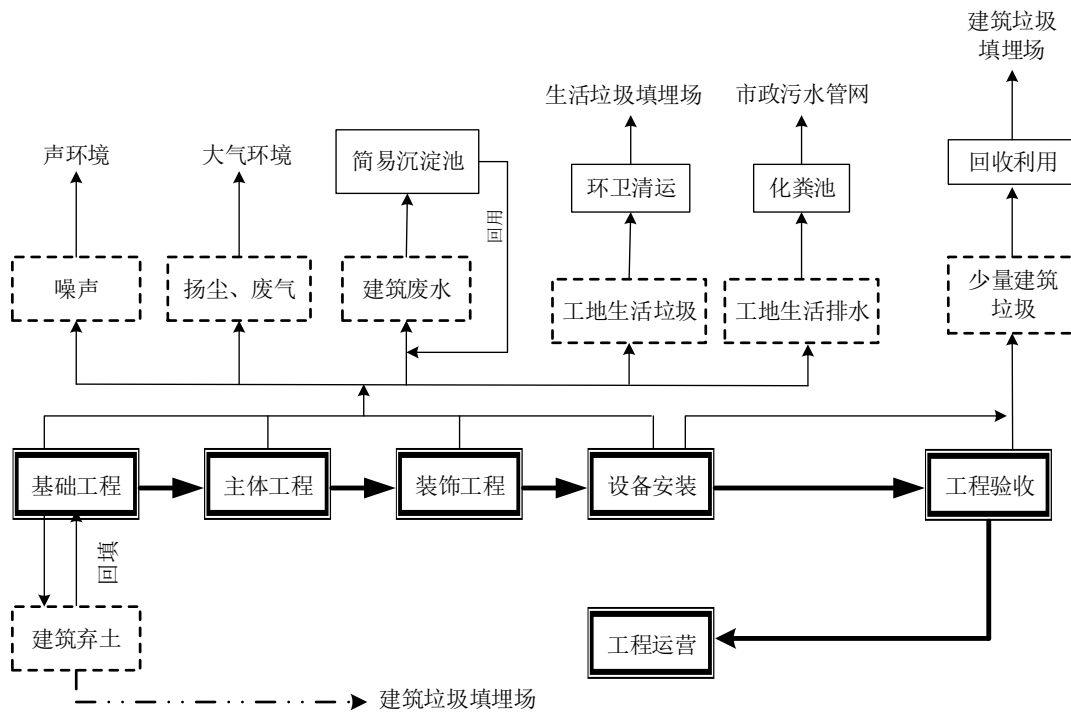 建筑垃圾
填埋场
生活垃圾填埋场
市政污水管网
声环境
大气环境
简易沉淀池
回收利用
环卫清运
化粪池
回用
噪声
扬尘、废气
建筑废水
工地生活垃圾
工地生活排水
少量建筑
垃圾
基础工程
主体工程
装饰工程
设备安装
工程验收
回填
建筑弃土
工程运营
建筑垃圾填埋场